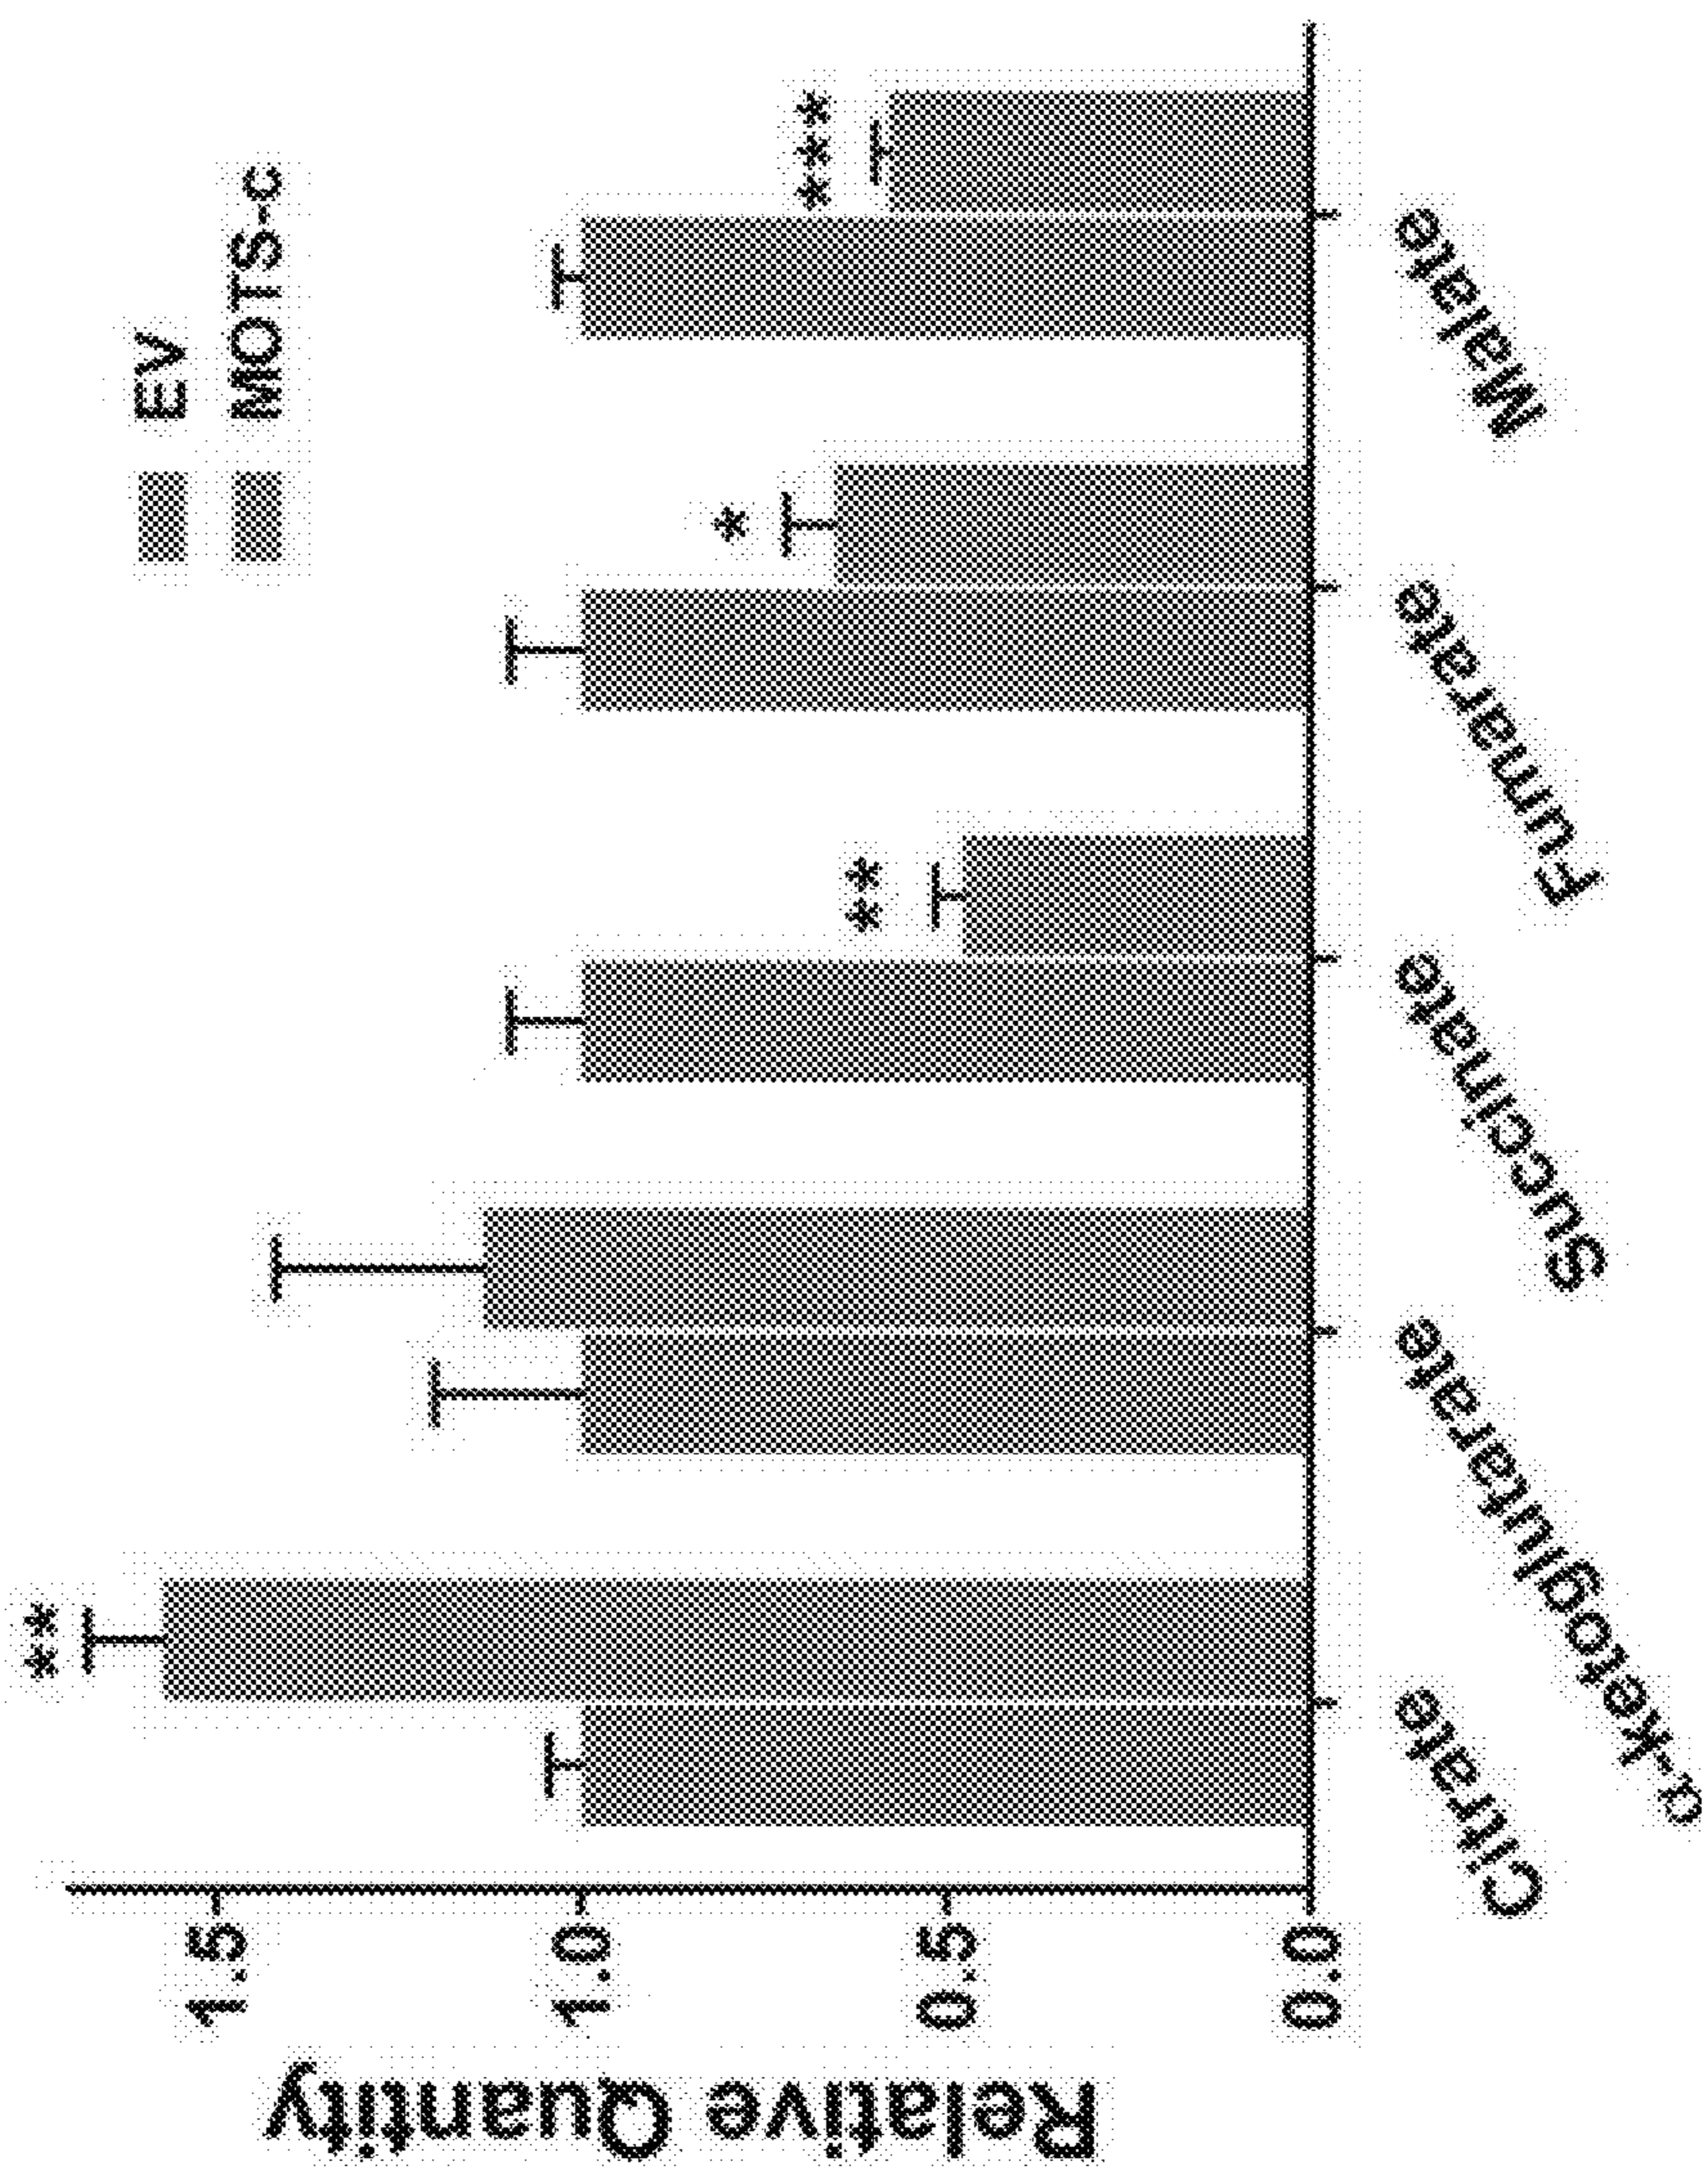 EV
MOTS-c
**
**
*
***
Relative Quantity
1.5
1.0
0.5
0.0
Citrate
α-ketoglutarate
Succinate
Fumarate
Malate